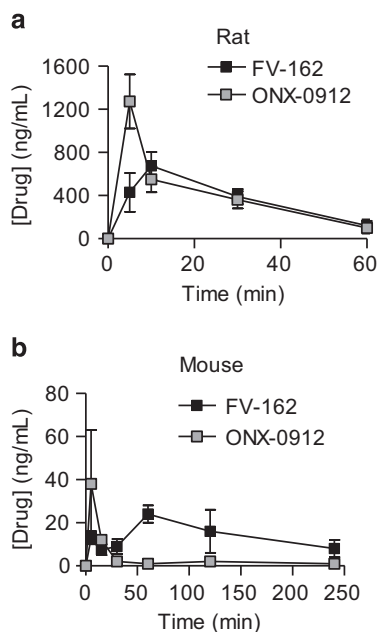 a
Rat
FV-162
ONX-0912
[Drug] (ng/mL)
1600
1200
800
400
0
0 20 40 60
Time (min)
b
Mouse
FV-162
ONX-0912
[Drug] (ng/mL)
80
60
40
20
0
0 50 100 150 200 250
Time (min)